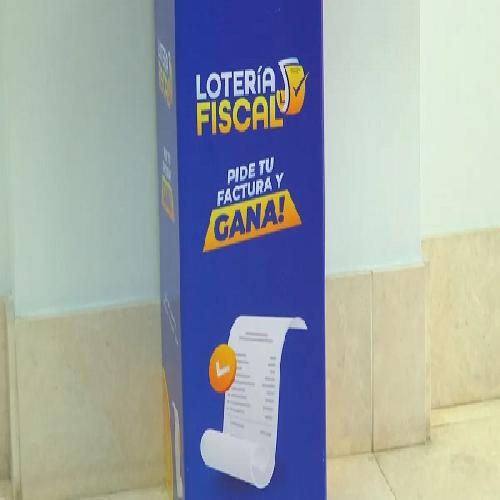 LOTERÍA
FISCAL
PIDE TU
FACTURA Y
GANA!